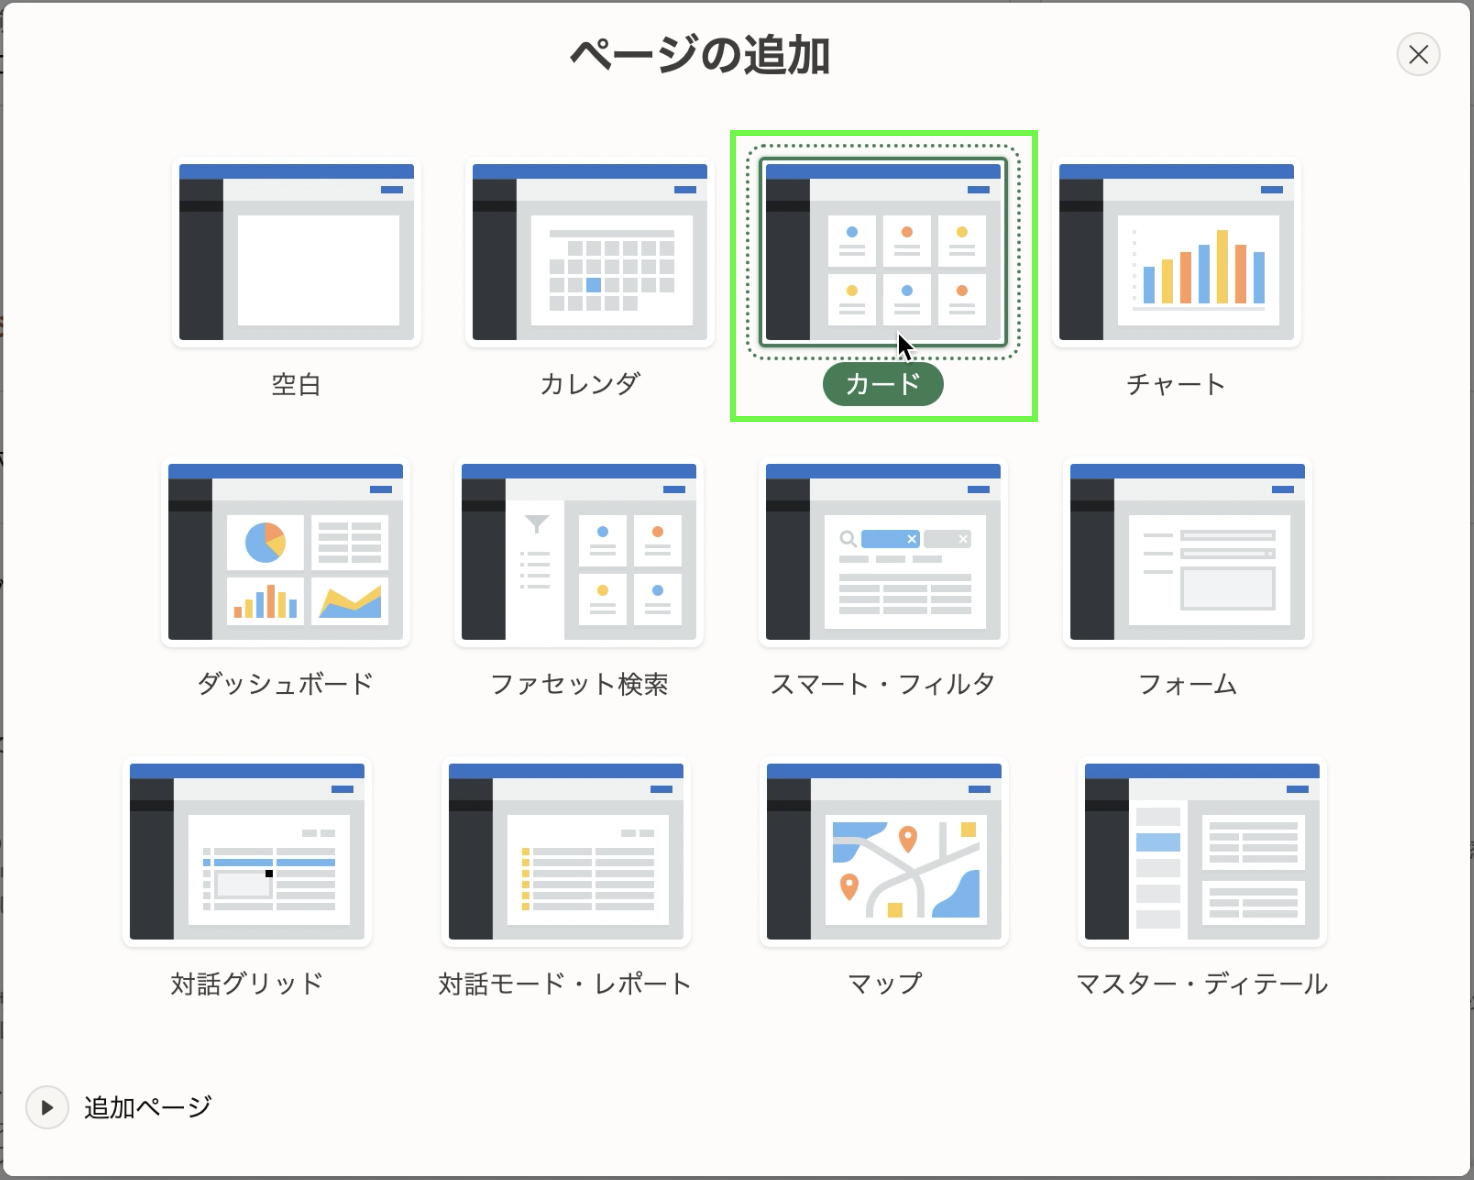 ページの追加
空白
カレンダ
カード
チャート
ダッシュボード
ファセット検索
スマート・フィルタ
フォーム
対話グリッド
対話モード・レポート
マップ
マスター・ディテール
追加ページ